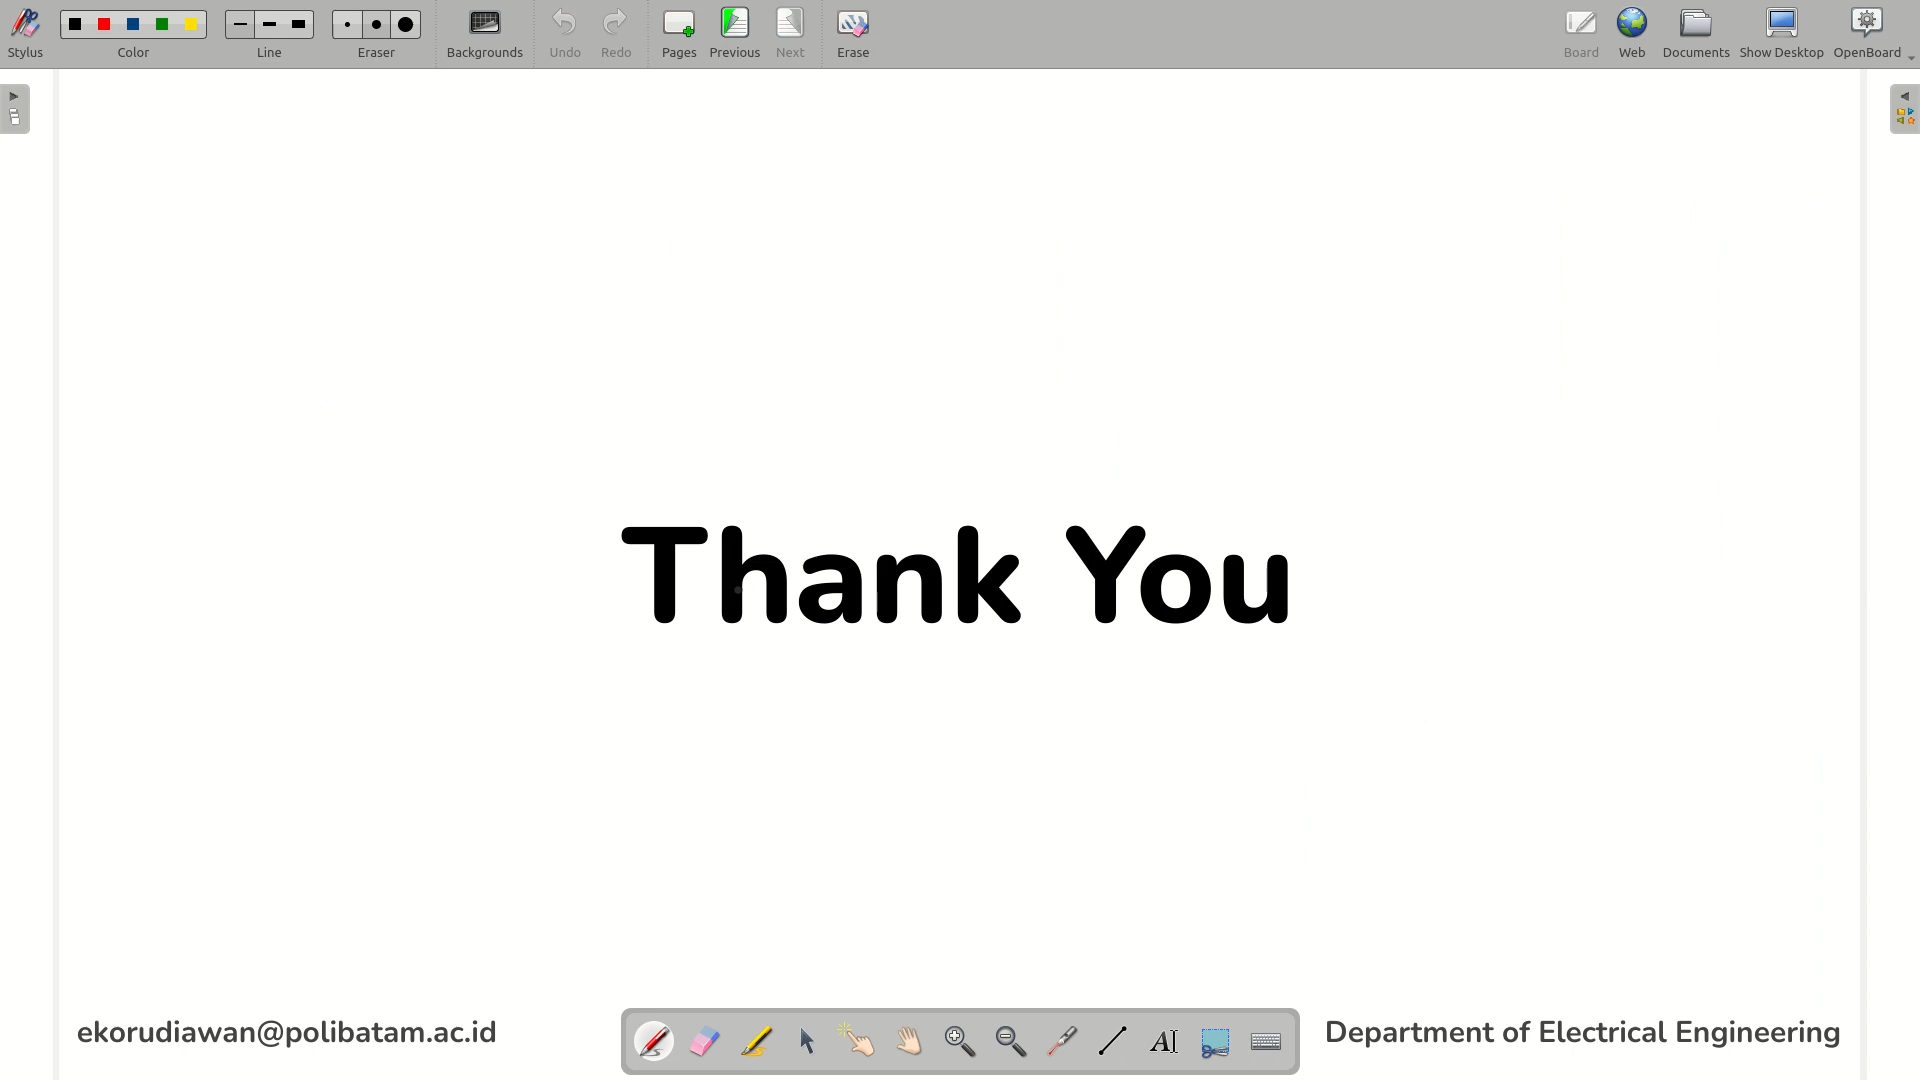 Stylus Color Line Eraser Backgrounds Undo Redo Pages Previous Next Erase Board Web Documents Show Desktop OpenBoard
Thank You
ekorudiawan@polibatam.ac.id
AI
Department of Electrical Engineering